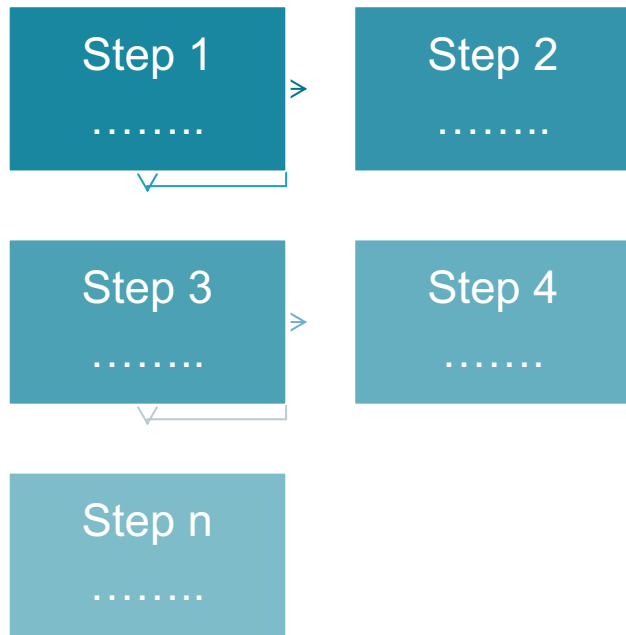 Step 1
........
Step 2
........
Step 3
........
Step 4
.......
Step n
........